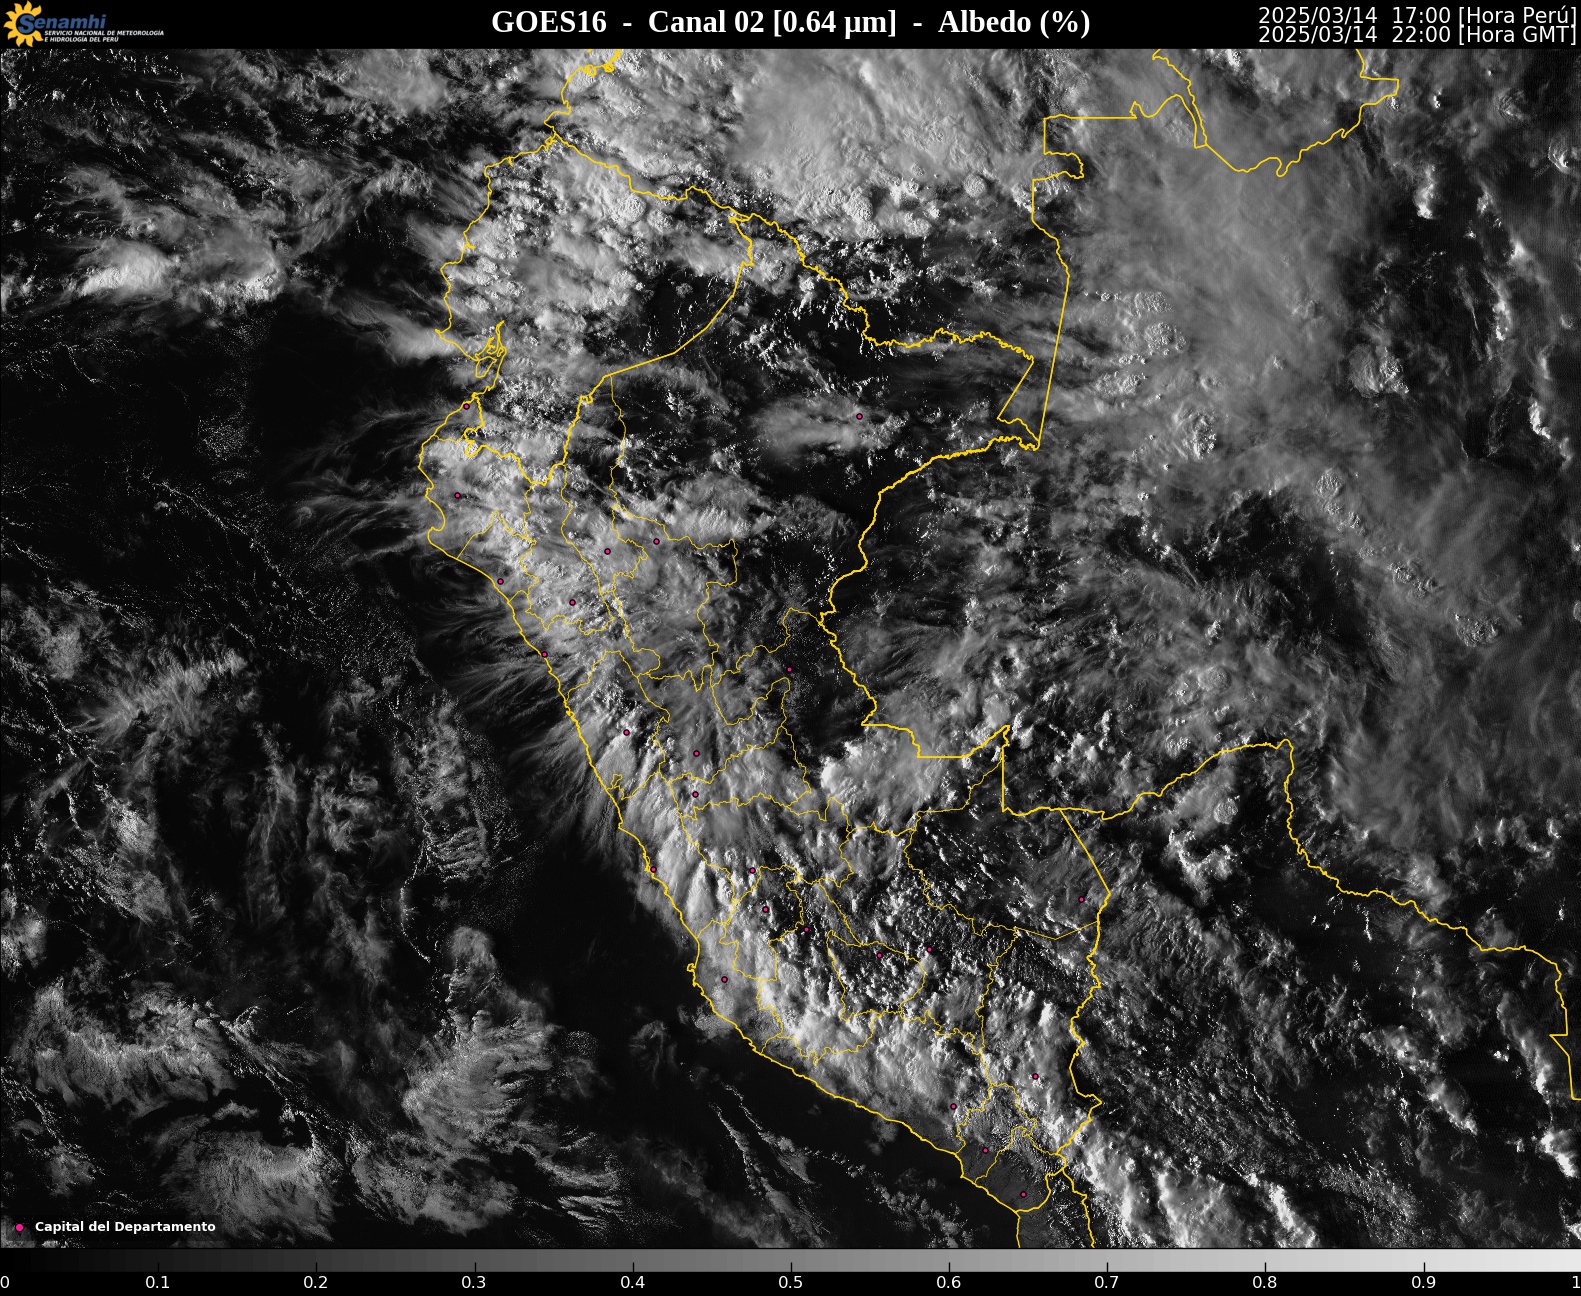 Senamhi
SERVICIO NACIONAL DE METEOROLOGÍA
E HIDROLOGÍA DEL PERÚ
GOES16 - Canal 02 [0.64 µm] - Albedo (%)
2025/03/14 17:00 [Hora Perú]
2025/03/14 22:00 [Hora GMT]
Capital del Departamento
0 0.1 0.2 0.3 0.4 0.5 0.6 0.7 0.8 0.9 1